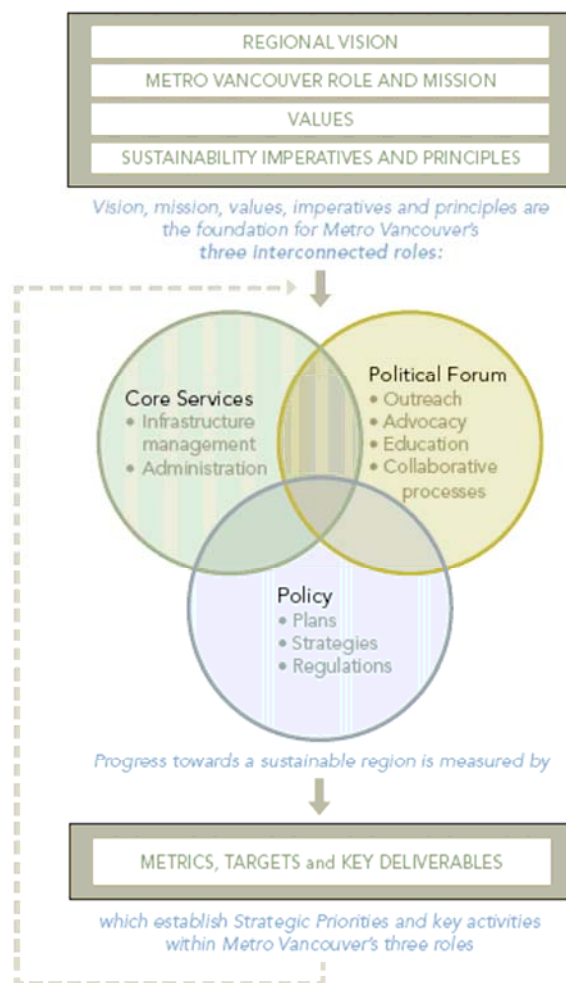 REGIONAL VISION
METRO VANCOUVER ROLE AND MISSION
VALUES
SUSTAINABILITY IMPERATIVES AND PRINCIPLES
Vision, mission, values, imperatives and principles are
the foundation for Metro Vancouver's
three interconnected roles:
Core Services
• Infrastructure
management
• Administration
Political Forum
• Outreach
• Advocacy
• Education
• Collaborative
processes
Policy
• Plans
• Strategies
• Regulations
Progress towards a sustainable region is measured by
METRICS, TARGETS and KEY DELIVERABLES
which establish Strategic Priorities and key activities
within Metro Vancouver's three roles